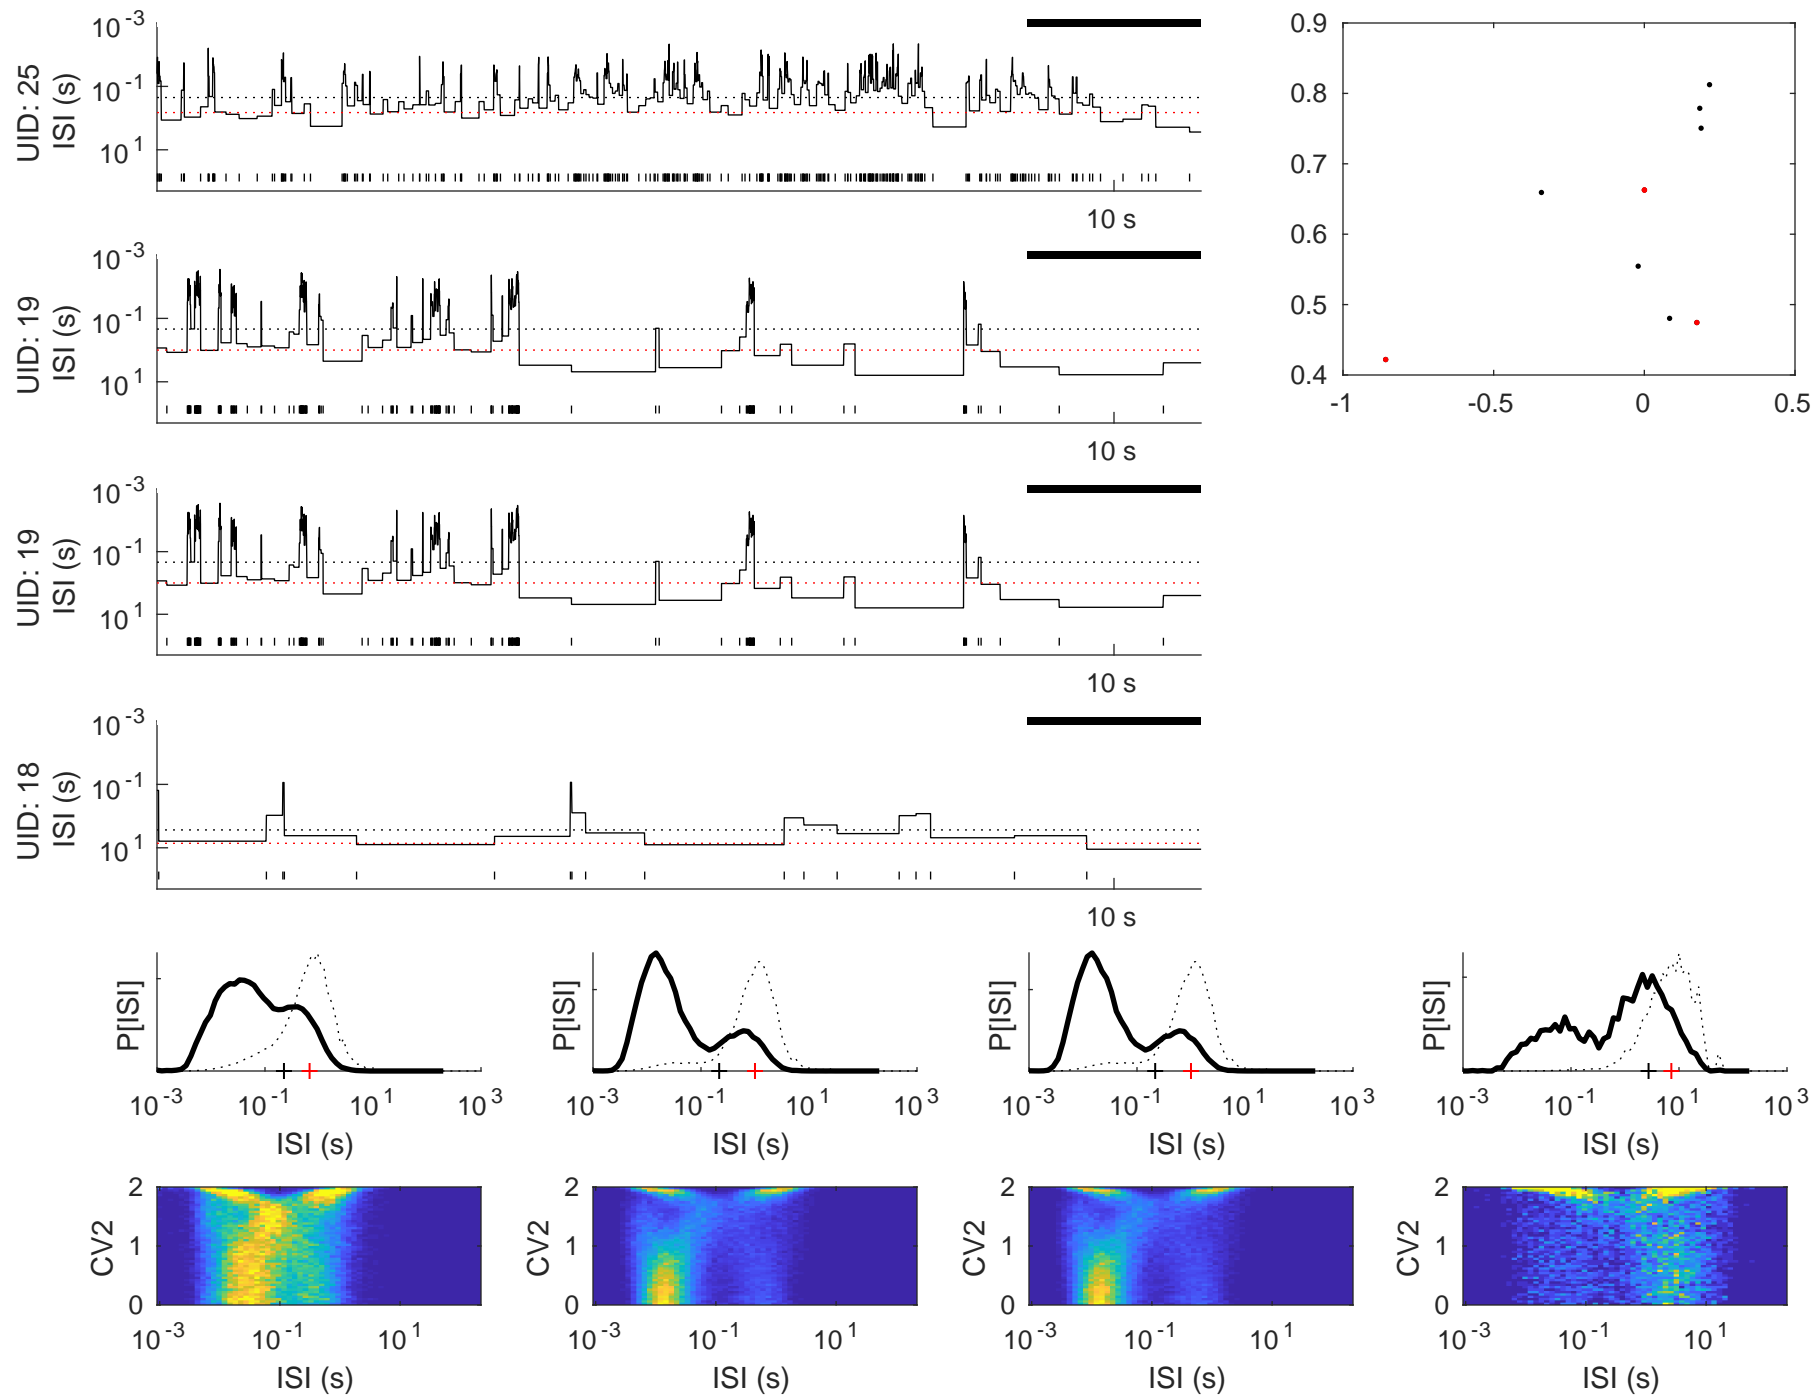 10-3
10-1
101
UID: 25
ISI (s)
10 s
0.9
0.8
0.7
0.6
0.5
0.4
-1 -0.5 0 0.5
10-3
10-1
101
UID: 19
ISI (s)
10 s
10-3
10-1
101
UID: 19
ISI (s)
10 s
10-3
10-1
101
UID: 18
ISI (s)
10 s
P[ISI]
10-3 10-1 101 103
ISI (s)
P[ISI]
10-3 10-1 101 103
ISI (s)
P[ISI]
10-3 10-1 101 103
ISI (s)
P[ISI]
10-3 10-1 101 103
ISI (s)
2
1
0
CV2
10-3 10-1 101
ISI (s)
2
1
0
CV2
10-3 10-1 101
ISI (s)
2
1
0
CV2
10-3 10-1 101
ISI (s)
2
1
0
CV2
10-3 10-1 101 103
ISI (s)